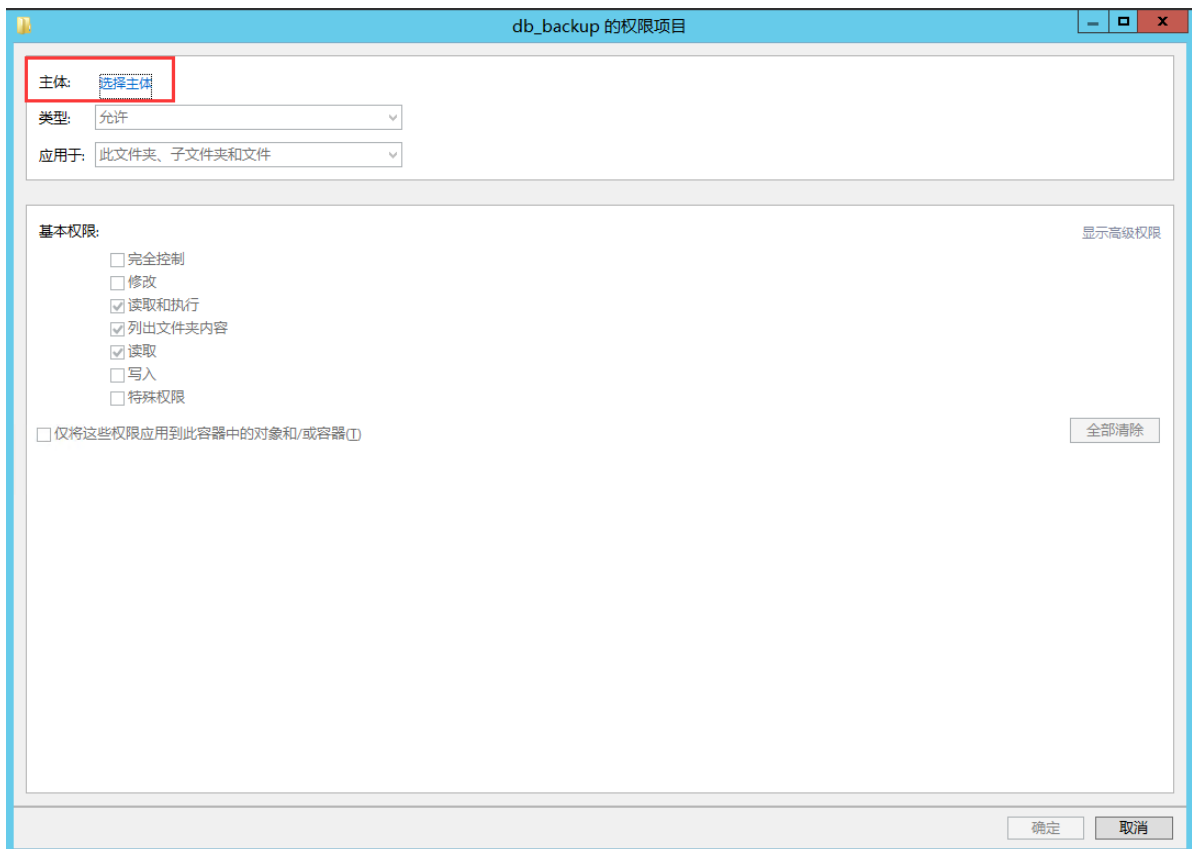 db_backup 的权限项目
主体: 选择主体
类型: 允许
应用于: 此文件夹、子文件夹和文件
基本权限: 显示高级权限
完全控制
修改
读取和执行
列出文件夹内容
读取
写入
特殊权限
仅将这些权限应用到此容器中的对象和/或容器(T) 全部清除
确定 取消